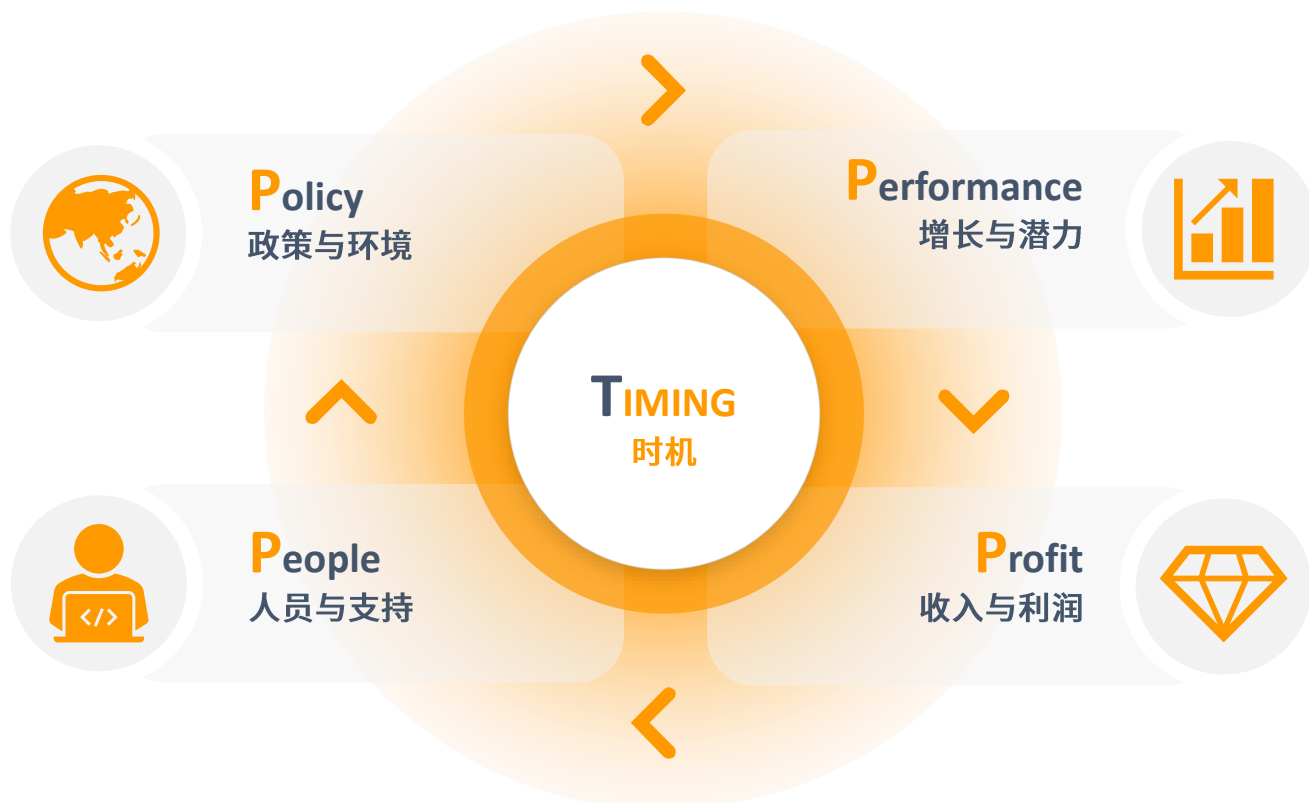 Policy
政策与环境
Performance
增长与潜力
TIMING
时机
People
人员与支持
</>
Profit
收入与利润